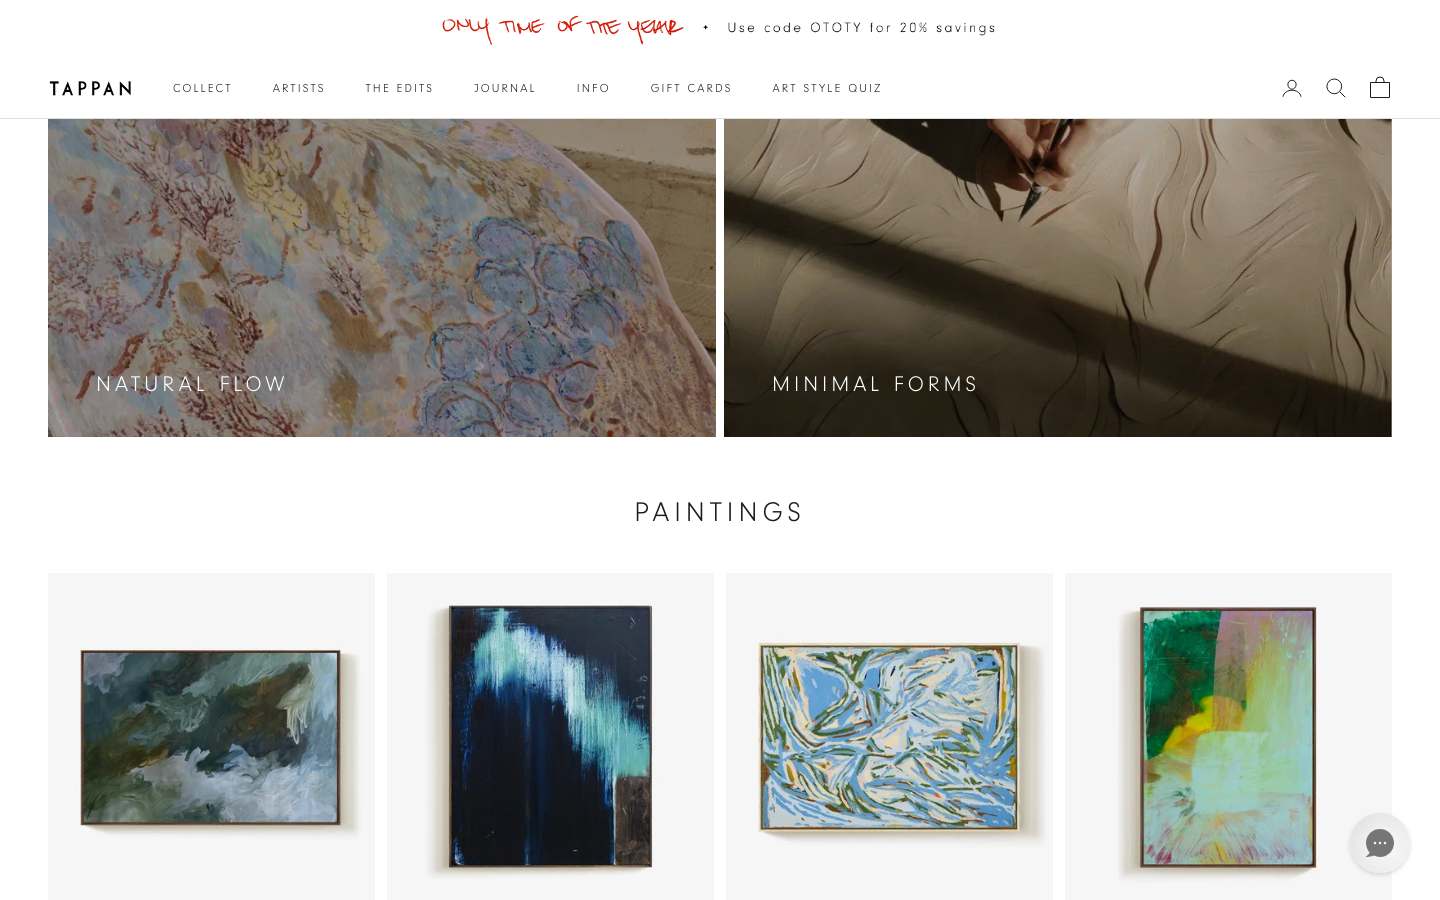 ONLY TIME OF THE YEAR • Use code OTOTY for 20% savings
TAPPAN COLLECT ARTISTS THE EDITS JOURNAL INFO GIFT CARDS ART STYLE QUIZ
NATURAL FLOW
MINIMAL FORMS
PAINTINGS